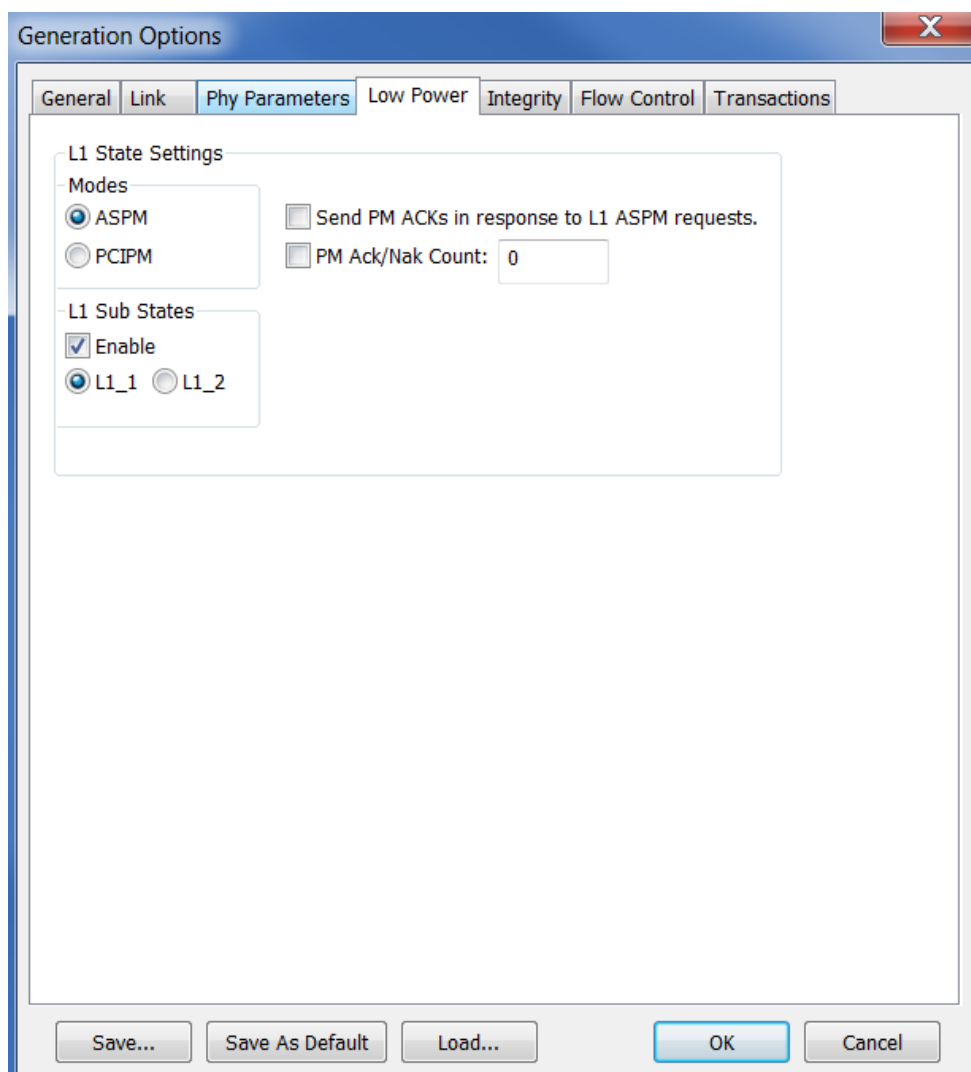 Generation Options
X
General Link Phy Parameters Low Power Integrity Flow Control Transactions
L1 State Settings
Modes
ASPM
Send PM ACKs in response to L1 ASPM requests.
PCIPM
PM Ack/Nak Count: 0
L1 Sub States
Enable
L1_1 L1_2
Save... Save As Default Load... OK Cancel